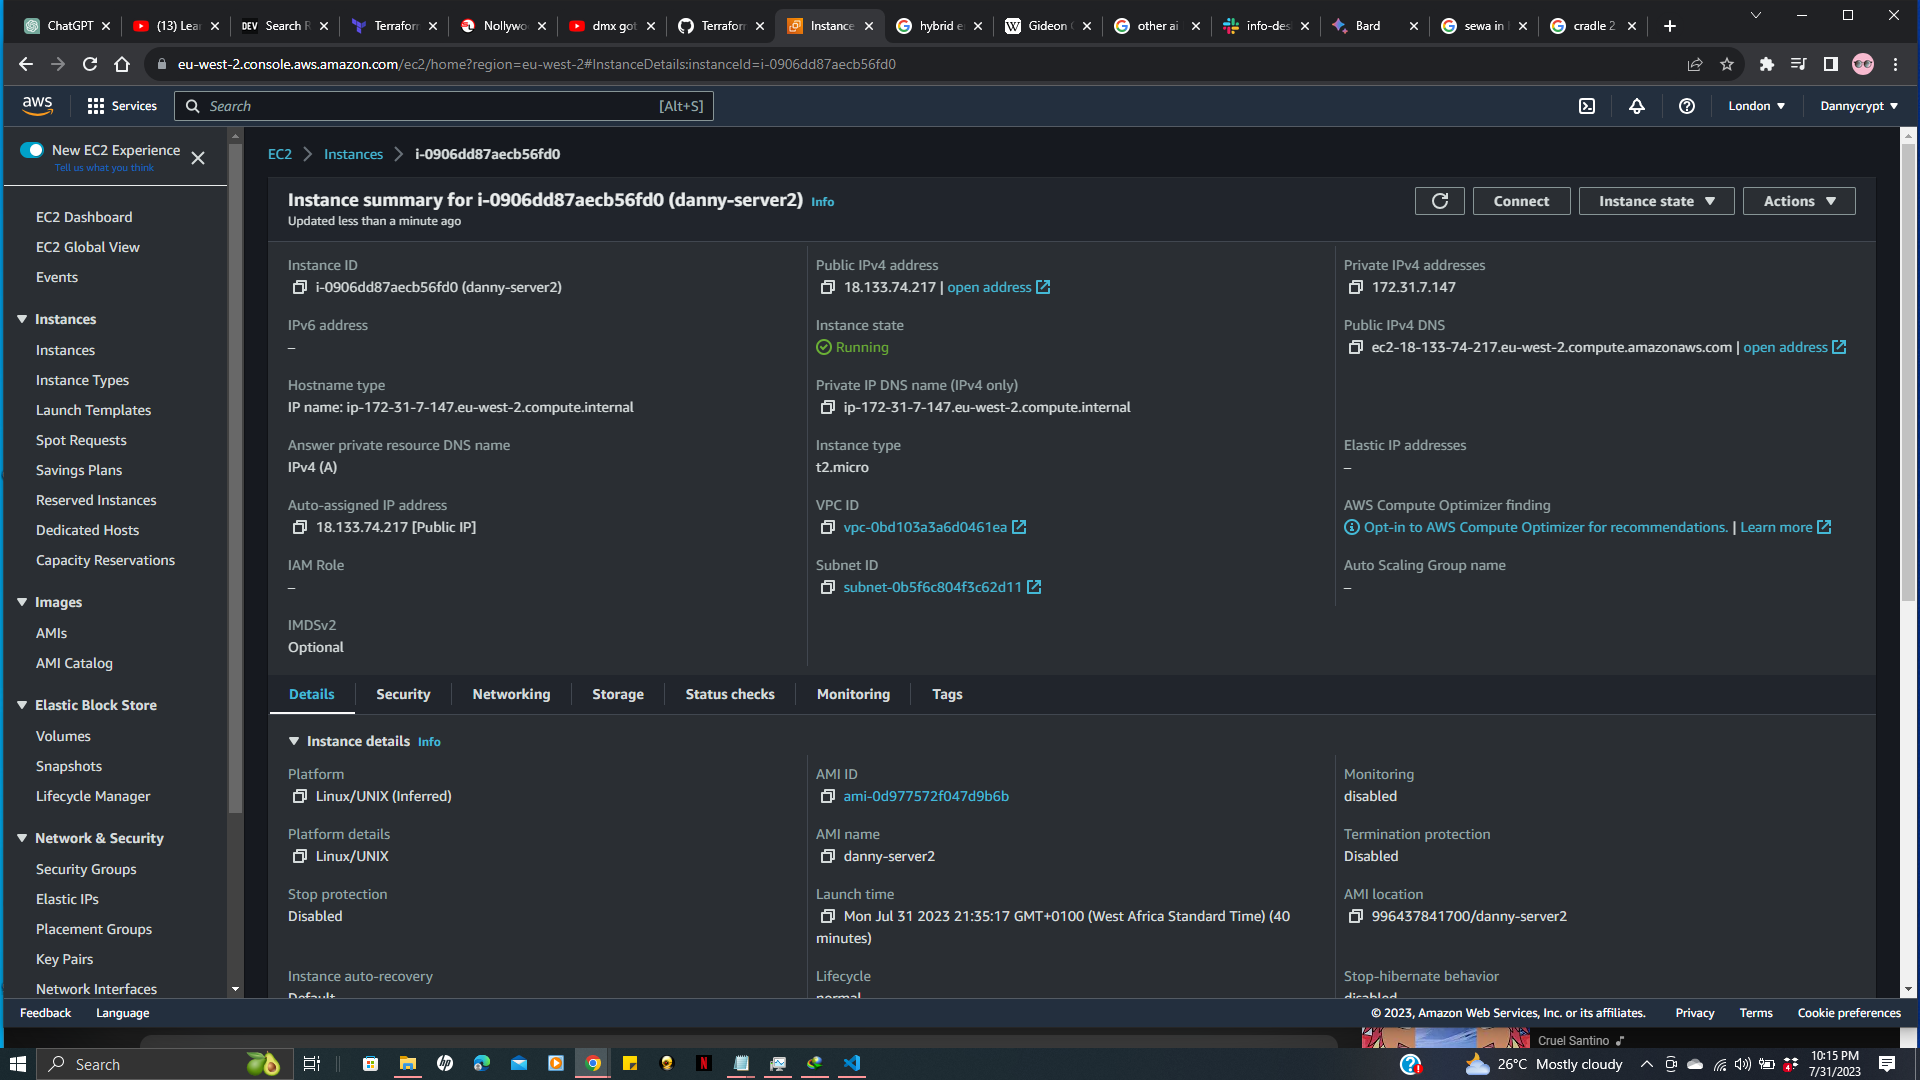 ChatGPT
(13) Lear
DEV Search R
Terraform
Nollywo
dmx got
Terrafor
Instance
hybrid e
W Gideon
other ai
info-des
Bard
sewa in
cradle 2
eu-west-2.console.aws.amazon.com/ec2/home?region=eu-west-2#InstanceDetails:instanceId=i-0906dd87aecb56fd0
aws Services Search [Alt+S] London Dannycrypt
New EC2 Experience
Tell us what you think
EC2 Dashboard
EC2 Global View
Events
Instances
Instances
Instance Types
Launch Templates
Spot Requests
Savings Plans
Reserved Instances
Dedicated Hosts
Capacity Reservations
Images
AMIs
AMI Catalog
Elastic Block Store
Volumes
Snapshots
Lifecycle Manager
Network & Security
Security Groups
Elastic IPs
Placement Groups
Key Pairs
Network Interfaces
EC2 Instances i-0906dd87aecb56fd0
Instance summary for i-0906dd87aecb56fd0 (danny-server2) Info
Updated less than a minute ago
Connect Instance state Actions
Instance ID
i-0906dd87aecb56fd0 (danny-server2)
Public IPv4 address
18.133.74.217 | open address
Private IPv4 addresses
172.31.7.147
IPv6 address
–
Instance state
Running
Public IPv4 DNS
ec2-18-133-74-217.eu-west-2.compute.amazonaws.com | open address
Hostname type
IP name: ip-172-31-7-147.eu-west-2.compute.internal
Private IP DNS name (IPv4 only)
ip-172-31-7-147.eu-west-2.compute.internal
Answer private resource DNS name
IPv4 (A)
Instance type
t2.micro
Elastic IP addresses
–
Auto-assigned IP address
18.133.74.217 [Public IP]
VPC ID
vpc-0bd103a3a6d0461ea
AWS Compute Optimizer finding
Opt-in to AWS Compute Optimizer for recommendations. | Learn more
IAM Role
–
Subnet ID
subnet-0b5f6c804f3c62d11
Auto Scaling Group name
–
IMDSv2
Optional
Details Security Networking Storage Status checks Monitoring Tags
Instance details Info
Platform
Linux/UNIX (Inferred)
AMI ID
ami-0d977572f047d9b6b
Monitoring
disabled
Platform details
Linux/UNIX
AMI name
danny-server2
Termination protection
Disabled
Stop protection
Disabled
Launch time
Mon Jul 31 2023 21:35:17 GMT+0100 (West Africa Standard Time) (40
minutes)
AMI location
996437841700/danny-server2
Instance auto-recovery
Default
Lifecycle
normal
Stop-hibernate behavior
disabled
Feedback Language
© 2023, Amazon Web Services, Inc. or its affiliates. Privacy Terms Cookie preferences
Cruel Santino
Search
26°C Mostly cloudy
10:15 PM
7/31/2023